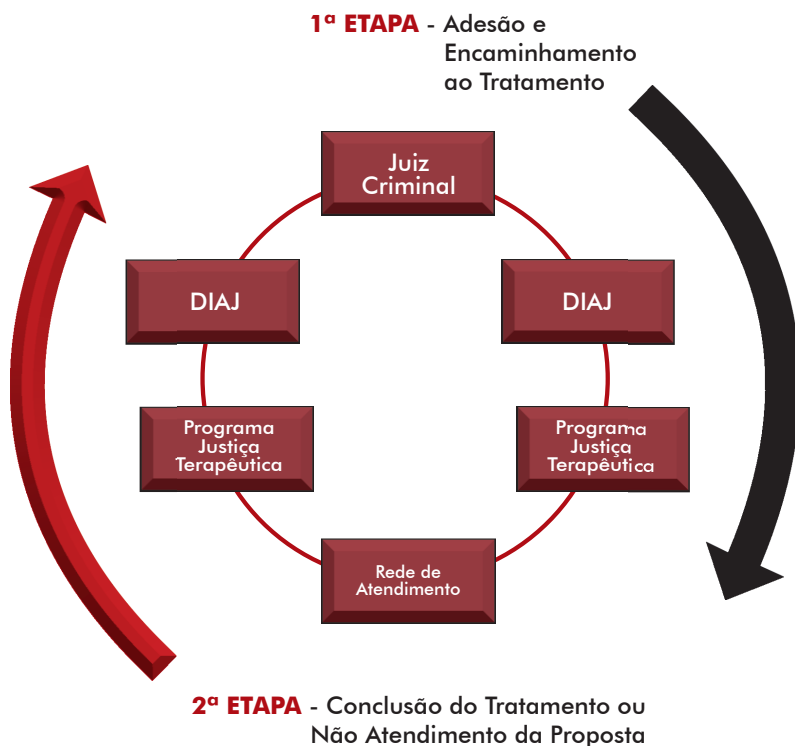 1ª ETAPA - Adesão e
Encaminhamento
ao Tratamento
Juiz
Criminal
DIAJ
DIAJ
Programa
Justiça
Terapêutica
Programa
Justiça
Terapêutica
Rede de
Atendimento
2ª ETAPA - Conclusão do Tratamento ou
Não Atendimento da Proposta